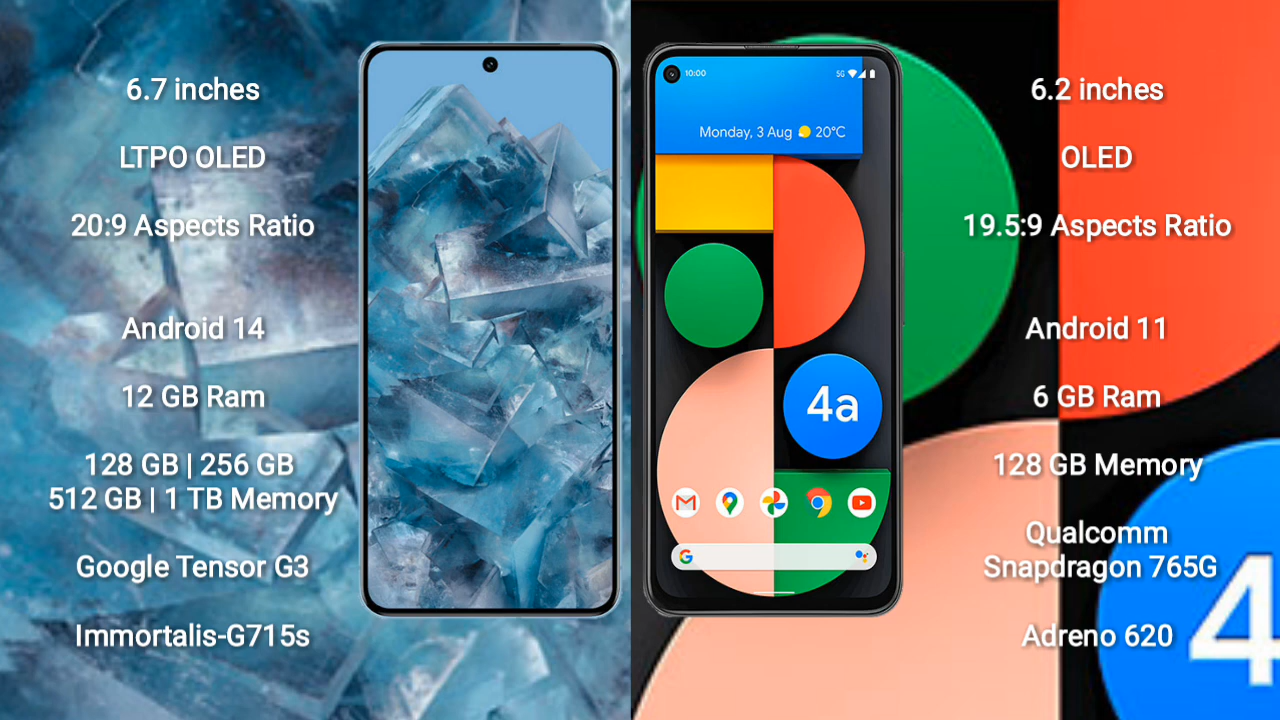 6.7 inches
LTPO OLED
20:9 Aspects Ratio
Android 14
12 GB Ram
128 GB | 256 GB
512 GB | 1 TB Memory
Google Tensor G3
Immortalis-G715s
10:00
5G
Monday, 3 Aug 20°C
4a
G
6.2 inches
OLED
19.5:9 Aspects Ratio
Android 11
6 GB Ram
128 GB Memory
Qualcomm
Snapdragon 765G
Adreno 620
4